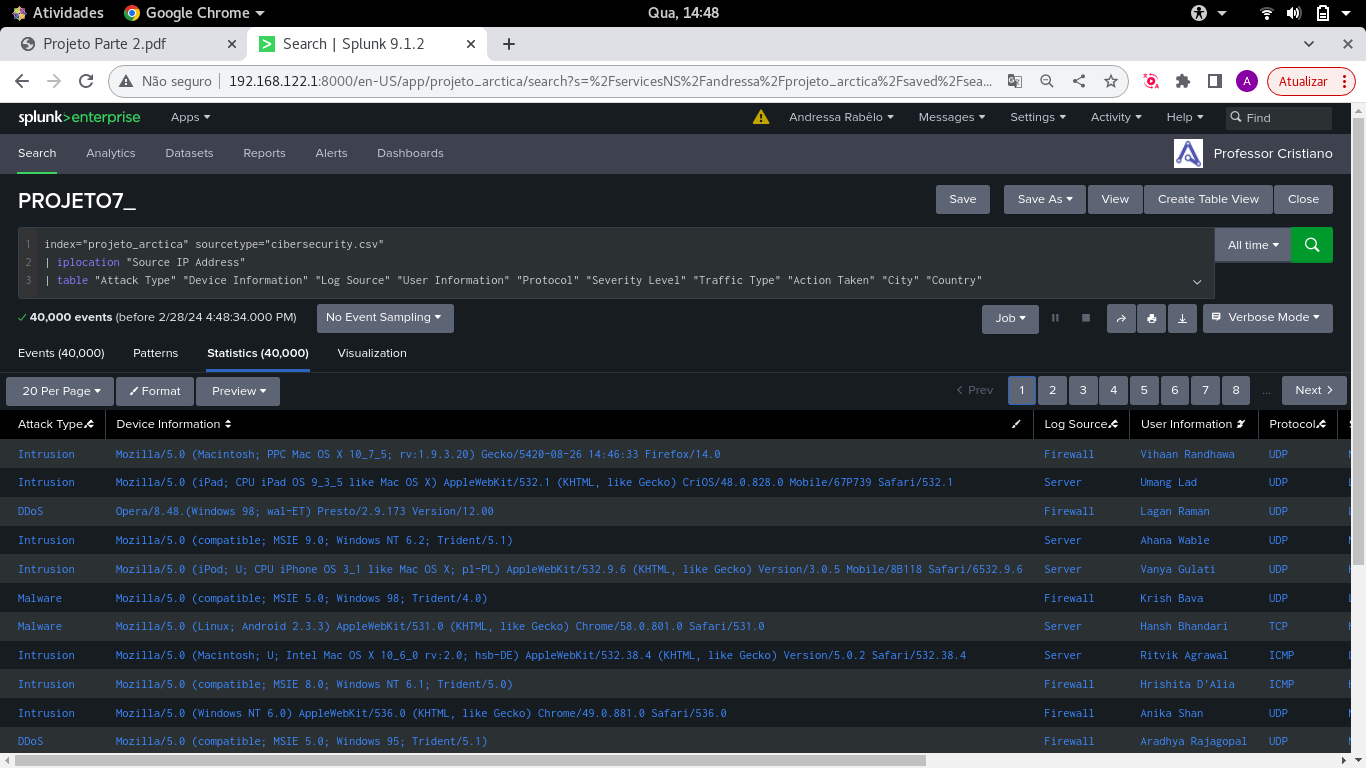 Atividades Google Chrome Qua, 14:48
Projeto Parte 2.pdf Search | Splunk 9.1.2
Não seguro 192.168.122.1:8000/en-US/app/projeto_arctica/search?s=%2FservicesNS%2Fandressa%2Fprojeto_arctica%2Fsaved%2Fsea... A Atualizar
splunk>enterprise Apps Andressa Rabêlo Messages Settings Activity Help Find
Search Analytics Datasets Reports Alerts Dashboards Professor Cristiano
PROJETO7_ Save Save As View Create Table View Close
1 index="projeto_arctica" sourcetype="cibersecurity.csv" All time
2 | iplocation "Source IP Address"
3 | table "Attack Type" "Device Information" "Log Source" "User Information" "Protocol" "Severity Level" "Traffic Type" "Action Taken" "City" "Country"
40,000 events (before 2/28/24 4:48:34.000 PM) No Event Sampling Job Verbose Mode
Events (40,000) Patterns Statistics (40,000) Visualization
20 Per Page Format Preview Prev 1 2 3 4 5 6 7 8 ... Next
Attack Type Device Information Log Source User Information Protocol
Intrusion Mozilla/5.0 (Macintosh; PPC Mac OS X 10_7_5; rv:1.9.3.20) Gecko/5420-08-26 14:46:33 Firefox/14.0 Firewall Vihaan Randhawa UDP
Intrusion Mozilla/5.0 (iPad; CPU iPad OS 9_3_5 like Mac OS X) AppleWebKit/532.1 (KHTML, like Gecko) CriOS/48.0.828.0 Mobile/67P739 Safari/532.1 Server Umang Lad UDP
DDoS Opera/8.48.(Windows 98; wal-ET) Presto/2.9.173 Version/12.00 Firewall Lagan Raman UDP
Intrusion Mozilla/5.0 (compatible; MSIE 9.0; Windows NT 6.2; Trident/5.1) Server Ahana Wable UDP
Intrusion Mozilla/5.0 (iPod; U; CPU iPhone OS 3_1 like Mac OS X; pl-PL) AppleWebKit/532.9.6 (KHTML, like Gecko) Version/3.0.5 Mobile/8B118 Safari/6532.9.6 Server Vanya Gulati UDP
Malware Mozilla/5.0 (compatible; MSIE 5.0; Windows 98; Trident/4.0) Firewall Krish Bava UDP
Malware Mozilla/5.0 (Linux; Android 2.3.3) AppleWebKit/531.0 (KHTML, like Gecko) Chrome/58.0.801.0 Safari/531.0 Server Hansh Bhandari TCP
Intrusion Mozilla/5.0 (Macintosh; U; Intel Mac OS X 10_6_0 rv:2.0; hsb-DE) AppleWebKit/532.38.4 (KHTML, like Gecko) Version/5.0.2 Safari/532.38.4 Server Ritvik Agrawal ICMP
Intrusion Mozilla/5.0 (compatible; MSIE 8.0; Windows NT 6.1; Trident/5.0) Firewall Hrishita D'Alia ICMP
Intrusion Mozilla/5.0 (Windows NT 6.0) AppleWebKit/536.0 (KHTML, like Gecko) Chrome/49.0.881.0 Safari/536.0 Firewall Anika Shan UDP
DDoS Mozilla/5.0 (compatible; MSIE 5.0; Windows 95; Trident/5.1) Firewall Aradhya Rajagopal UDP